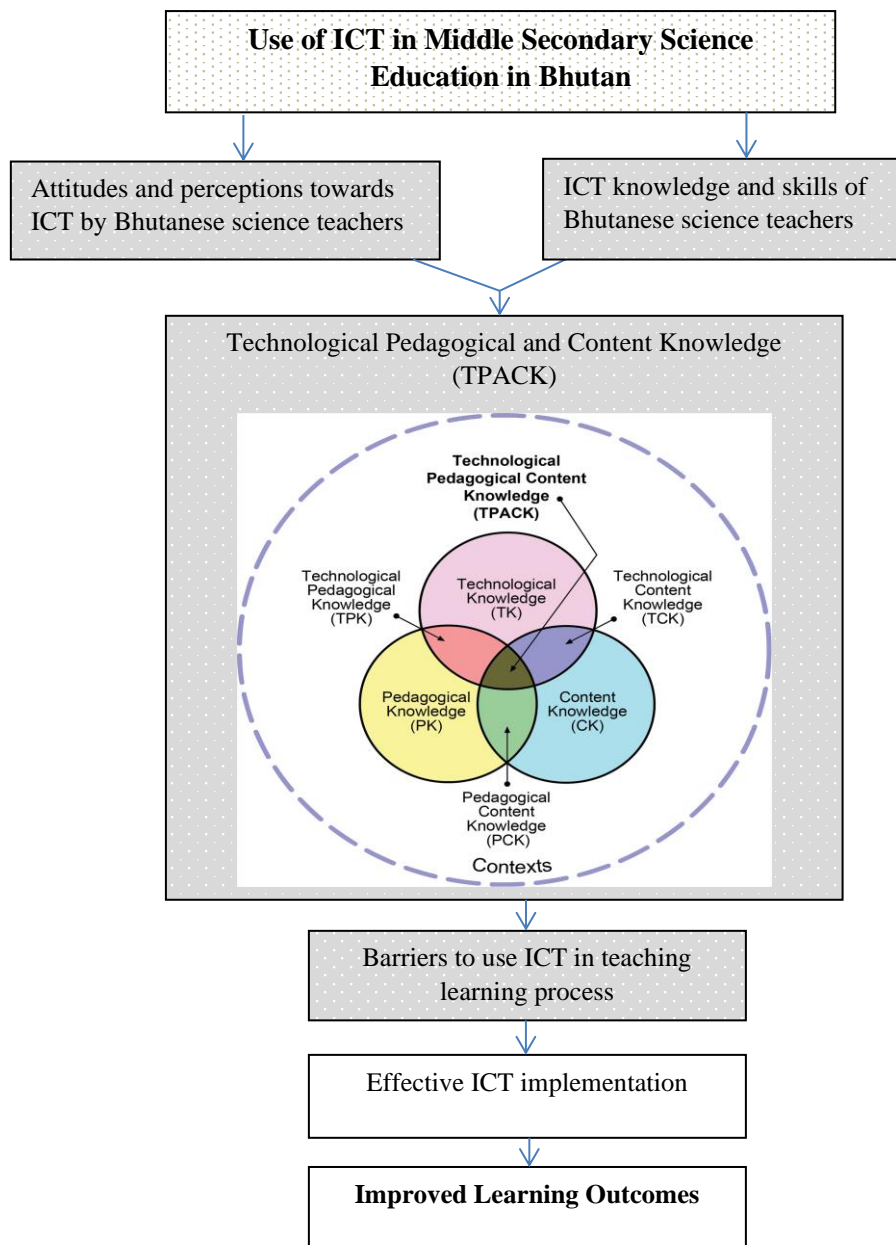 Use of ICT in Middle Secondary Science
Education in Bhutan
Attitudes and perceptions towards
ICT by Bhutanese science teachers
ICT knowledge and skills of
Bhutanese science teachers
Technological Pedagogical and Content Knowledge
(TPACK)
Technological
Pedagogical Content
Knowledge
(TPACK)
Technological
Pedagogical
Knowledge
(TPK)
Technological
Knowledge
(TK)
Technological
Content
Knowledge
(TCK)
Pedagogical
Knowledge
(PK)
Content
Knowledge
(CK)
Pedagogical
Content
Knowledge
(PCK)
Contexts
Barriers to use ICT in teaching
learning process
Effective ICT implementation
Improved Learning Outcomes